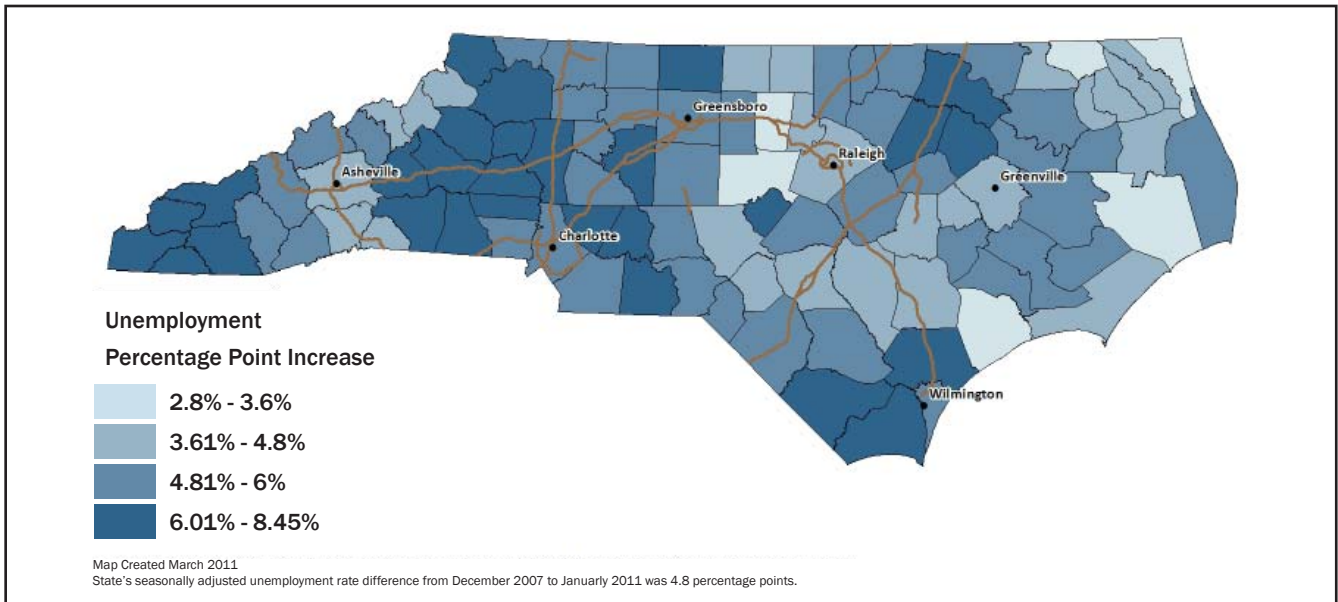 Greensboro
Raleigh
Asheville
Greenville
Charlotte
Wilmington
Unemployment
Percentage Point Increase
2.8% - 3.6%
3.61% - 4.8%
4.81% - 6%
6.01% - 8.45%
Map Created March 2011
State's seasonally adjusted unemployment rate difference from December 2007 to Januarly 2011 was 4.8 percentage points.